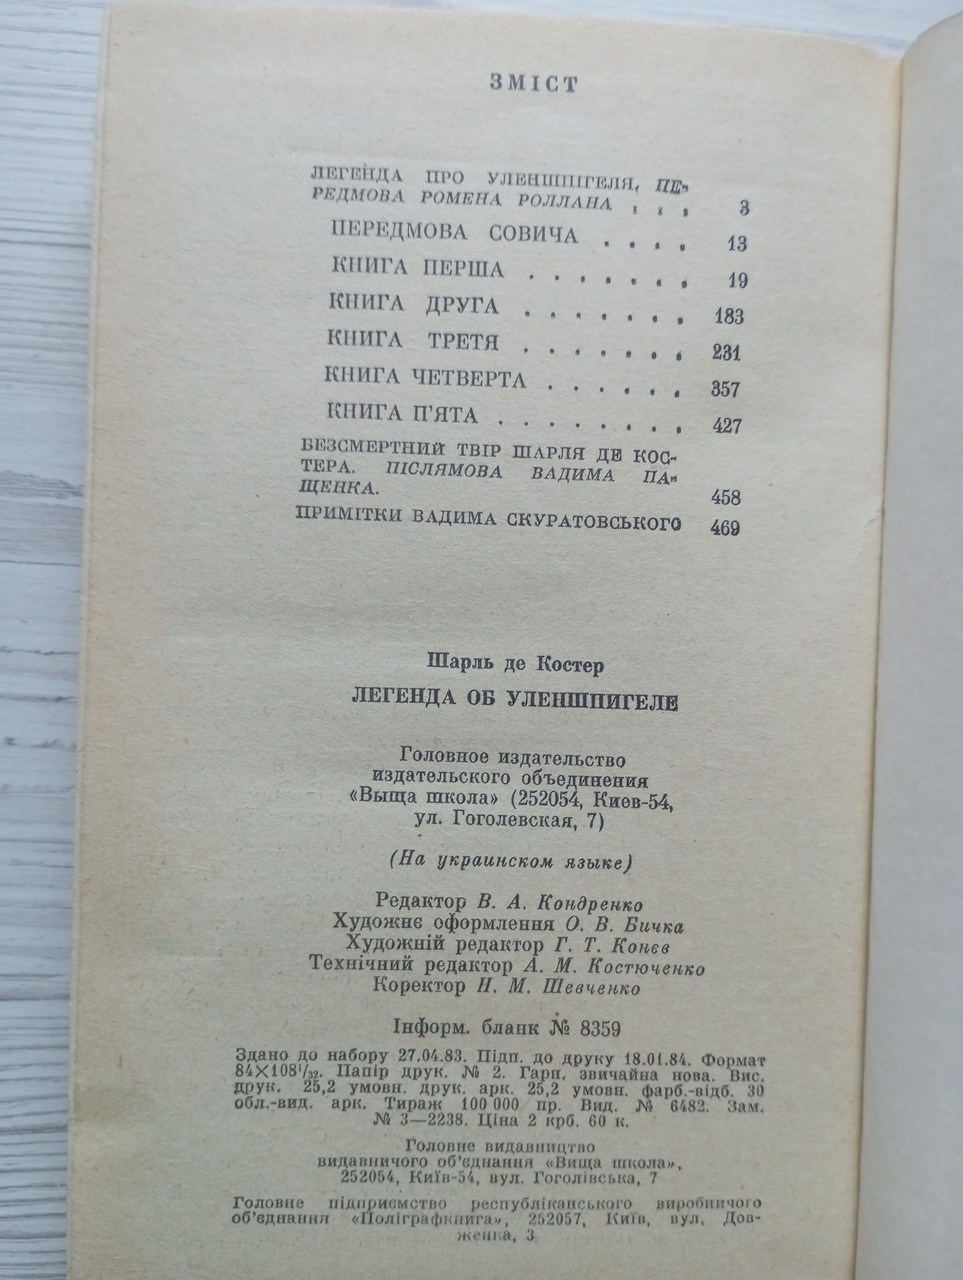 ЗМІСТ
ЛЕГЕНДА ПРО УЛЕНШПІГЕЛЯ. ПЕ-
РЕДМОВА РОМЕНА РОЛЛАНА . . . 3
ПЕРЕДМОВА СОВИЧА . . . . 13
КНИГА ПЕРША . . . . . . . 19
КНИГА ДРУГА . . . . . . . 183
КНИГА ТРЕТЯ . . . . . . . 231
КНИГА ЧЕТВЕРТА . . . . . . 357
КНИГА П'ЯТА . . . . . . . . 427
БЕЗСМЕРТНИЙ ТВІР ШАРЛЯ ДЕ КОС-
ТЕРА. ПІСЛЯМОВА ВАДИМА ПА-
ЩЕНКА. 458
ПРИМІТКИ ВАДИМА СКУРАТОВСЬКОГО 469
Шарль де Костер
ЛЕГЕНДА ОБ УЛЕНШПИГЕЛЕ
Головное издательство
издательского объединения
«Выща школа» (252054, Киев-54,
ул. Гоголевская, 7)
(На украинском языке)
Редактор В. А. Кондренко
Художнє оформлення О. В. Бичка
Художній редактор Г. Т. Конєв
Технічний редактор А. М. Костюченко
Коректор Н. М. Шевченко
Інформ. бланк № 8359
Здано до набору 27.04.83. Підп. до друку 18.01.84. Формат
84×108¹/₃₂. Папір друк. № 2. Гарн. звичайна нова. Вис.
друк. 25,2 умовн. друк. арк. 25,2 умовн. фарб.-відб. 30
обл.-вид. арк. Тираж 100 000 пр. Вид. № 6482. Зам.
№ 3—2238. Ціна 2 крб. 60 к.
Головне видавництво
видавничого об'єднання «Вища школа»,
252054, Київ-54, вул. Гоголівська, 7
Головне підприємство республіканського виробничого
об'єднання «Поліграфкнига», 252057, Київ, вул. Дов-
женка, 3